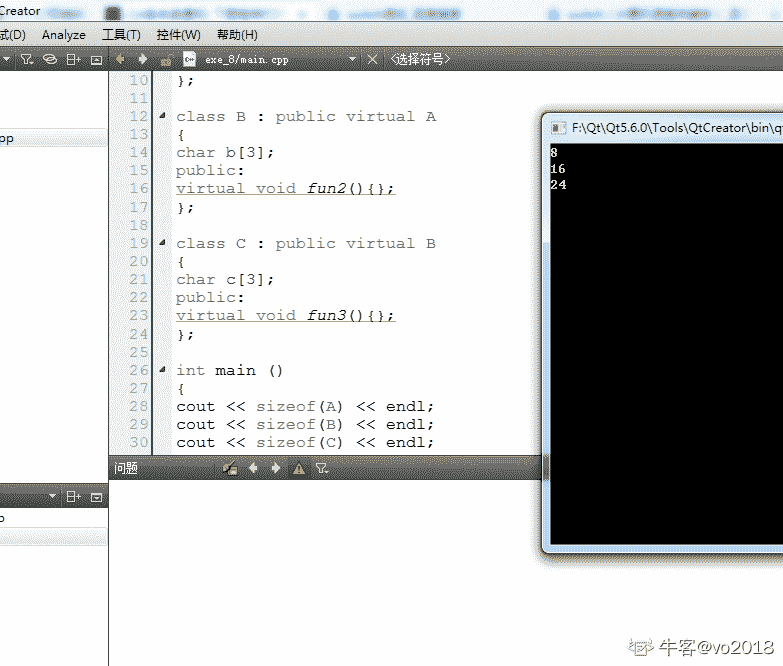 Creator
式(D) Analyze 工具(T) 控件(W) 帮助(H)
exe_8/main.cpp <选择符号>
pp
10 };
11
12 class B : public virtual A
13 {
14 char b[3];
15 public:
16 virtual void fun2(){};
17 };
18
19 class C : public virtual B
20 {
21 char c[3];
22 public:
23 virtual void fun3(){};
24 };
25
26 int main ()
27 {
28 cout << sizeof(A) << endl;
29 cout << sizeof(B) << endl;
30 cout << sizeof(C) << endl;
问题
F:\Qt\Qt5.6.0\Tools\QtCreator\bin\q
8
16
24
牛客@vo2018